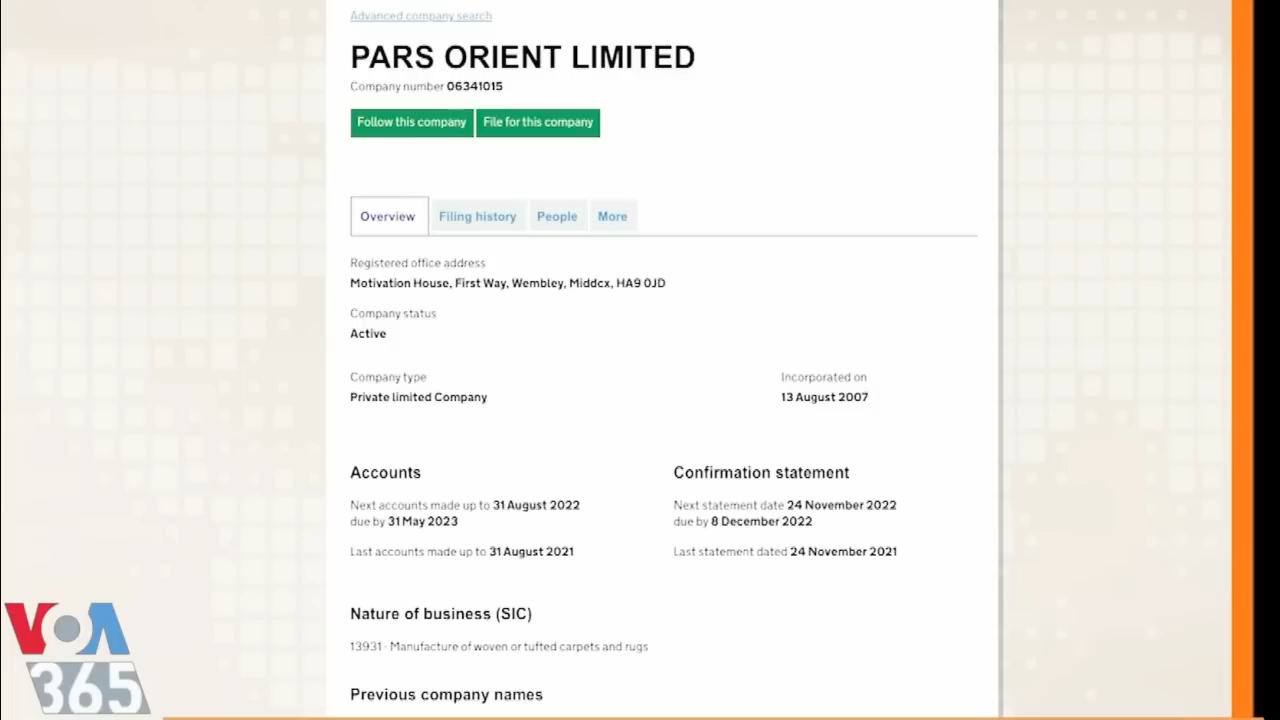 Advanced company search
PARS ORIENT LIMITED
Company number 06341015
Follow this company File for this company
Overview Filing history People More
Registered office address
Motivation House, First Way, Wembley, Middcx, HA9 0JD
Company status
Active
Company type Incorporated on
Private limited Company 13 August 2007
Accounts Confirmation statement
Next accounts made up to 31 August 2022 Next statement date 24 November 2022
due by 31 May 2023 due by 8 December 2022
Last accounts made up to 31 August 2021 Last statement dated 24 November 2021
Nature of business (SIC)
13931 - Manufacture of woven or tufted carpets and rugs
Previous company names
VOA
365